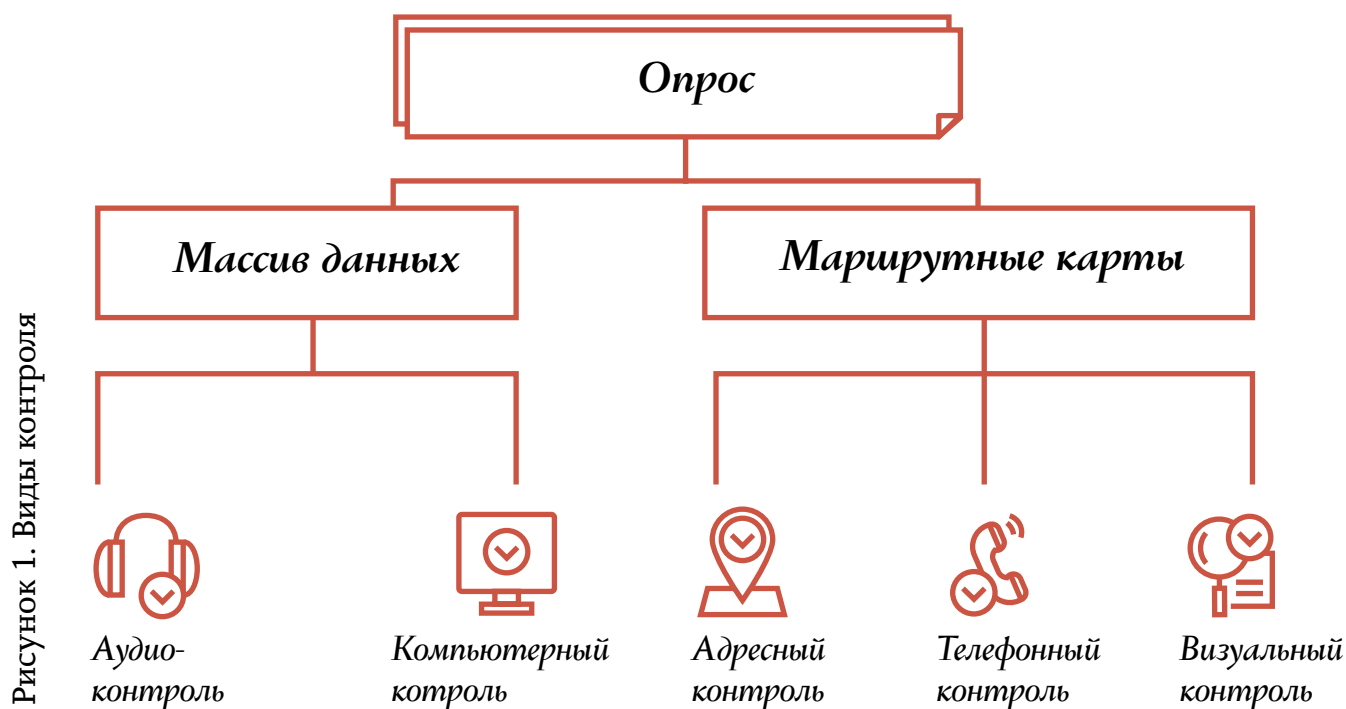 Опрос
Массив данных
Маршрутные карты
Рисунок 1. Виды контроля
Аудио-
контроль
Компьютерный
котроль
Адресный
контроль
Телефонный
контроль
Визуальный
контроль